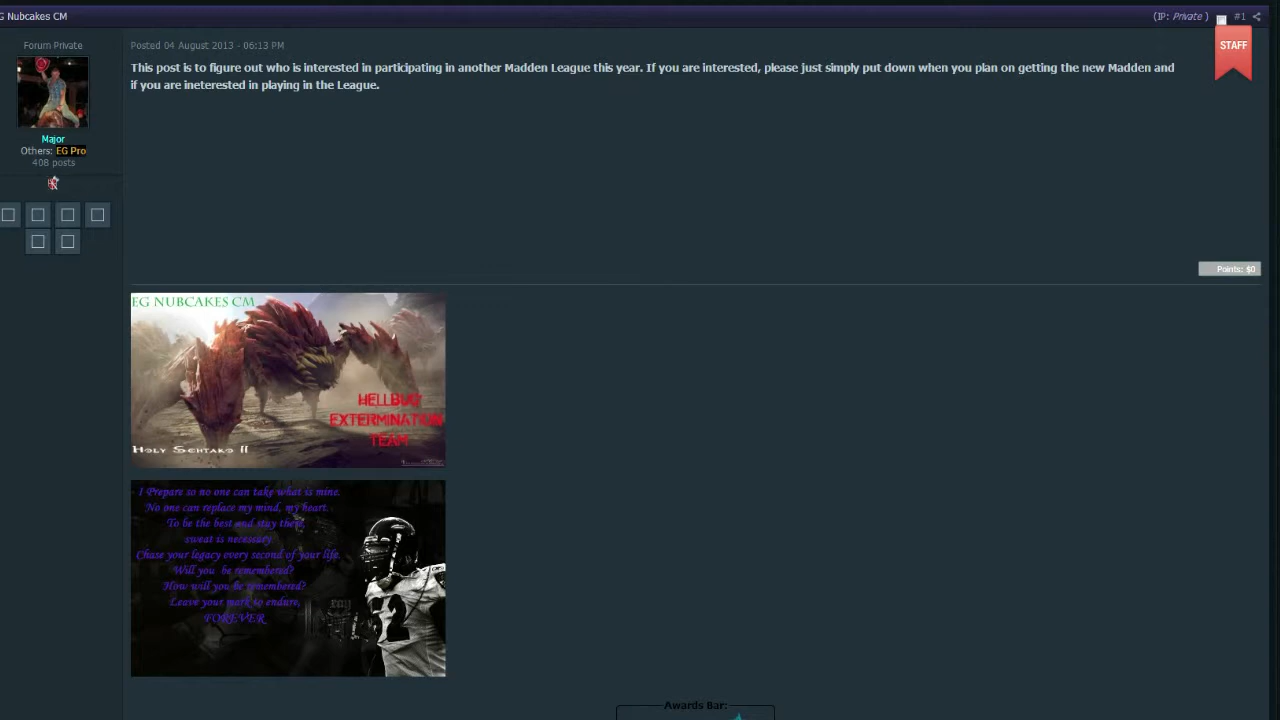 G Nubcakes CM
(IP: Private )
#1
Forum Private
Posted 04 August 2013 - 06:13 PM
STAFF
This post is to figure out who is interested in participating in another Madden League this year. If you are interested, please just simply put down when you plan on getting the new Madden and
if you are ineterested in playing in the League.
Major
Others: EG Pro
408 posts
Points: $0
EG NUBCAKES CM
HELLBUG
EXTERMINATION
TEAM
HOLY SCHTAKO II
I Prepare so no one can take what is mine.
No one can replace my mind, my heart.
To be the best and stay there,
sweat is necessary.
Chase your legacy every second of your life.
Will you be remembered?
How will you be remembered?
Leave your mark to endure,
FOREVER
Awards Bar: